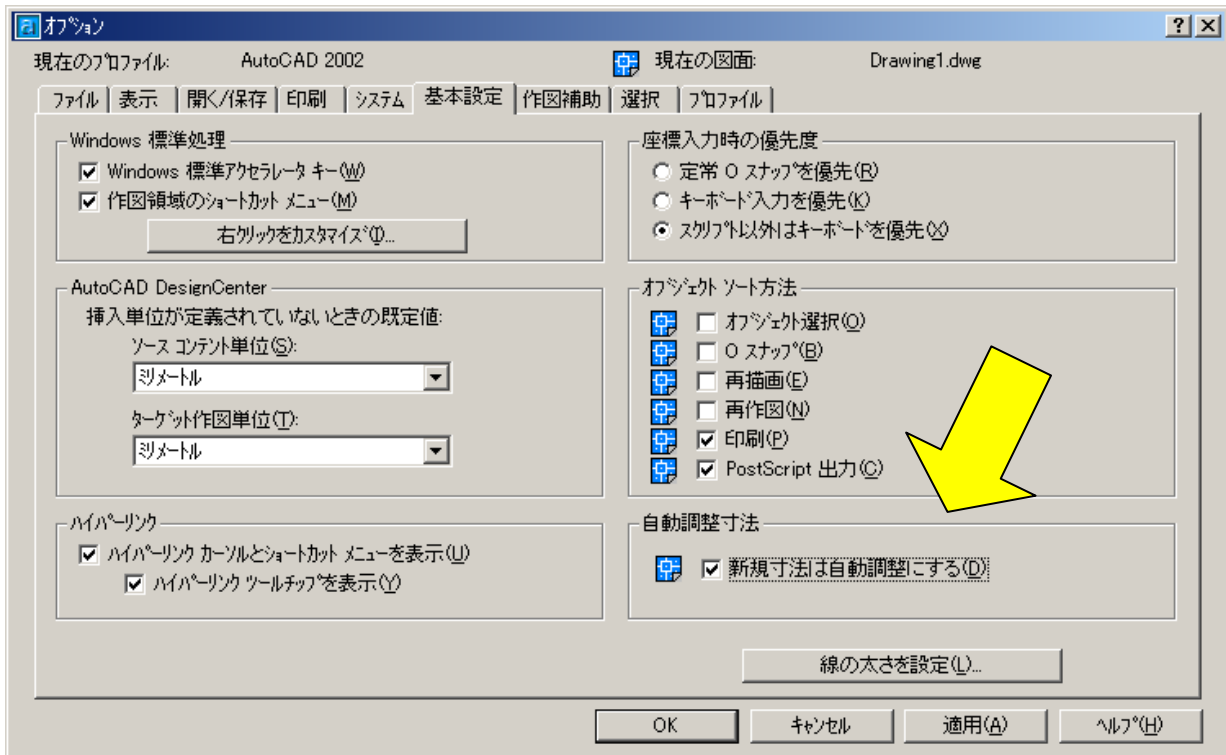 オプション
現在のプロファイル: AutoCAD 2002 現在の図面: Drawing1.dwg
ファイル 表示 開く/保存 印刷 システム 基本設定 作図補助 選択 プロファイル
Windows 標準処理
Windows 標準アクセラレータ キー(W)
作図領域のショートカット メニュー(M)
右クリックをカスタマイズ(I)...
AutoCAD DesignCenter
挿入単位が定義されていないときの既定値:
ソース コンテント単位(S):
ミリメートル
ターゲット作図単位(T):
ミリメートル
ハイパーリンク
ハイパーリンク カーソルとショートカット メニューを表示(U)
ハイパーリンク ツールチップを表示(Y)
座標入力時の優先度
定常 O スナップを優先(R)
キーボード入力を優先(K)
スクリプト以外はキーボードを優先(X)
オブジェクト ソート方法
オブジェクト選択(O)
O スナップ(B)
再描画(E)
再作図(N)
印刷(P)
PostScript 出力(C)
自動調整寸法
新規寸法は自動調整にする(D)
線の太さを設定(L)...
OK キャンセル 適用(A) ヘルプ(H)